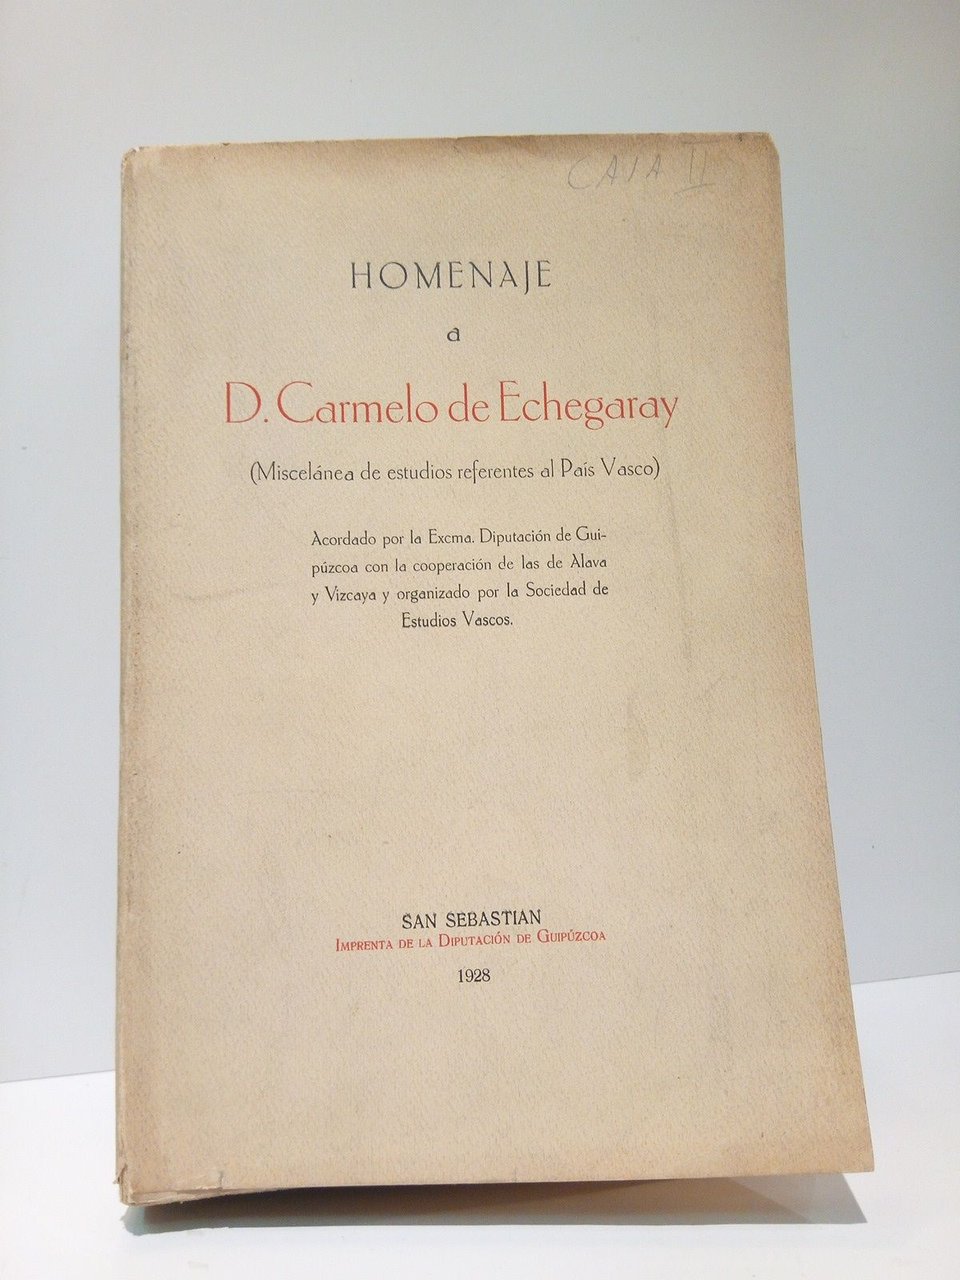 CAJA II
HOMENAJE
a
D. Carmelo de Echegaray
(Miscelánea de estudios referentes al País Vasco)
Acordado por la Excma. Diputación de Gui-
púzcoa con la cooperación de las de Alava
y Vizcaya y organizado por la Sociedad de
Estudios Vascos.
SAN SEBASTIAN
IMPRENTA DE LA DIPUTACIÓN DE GUIPÚZCOA
1928